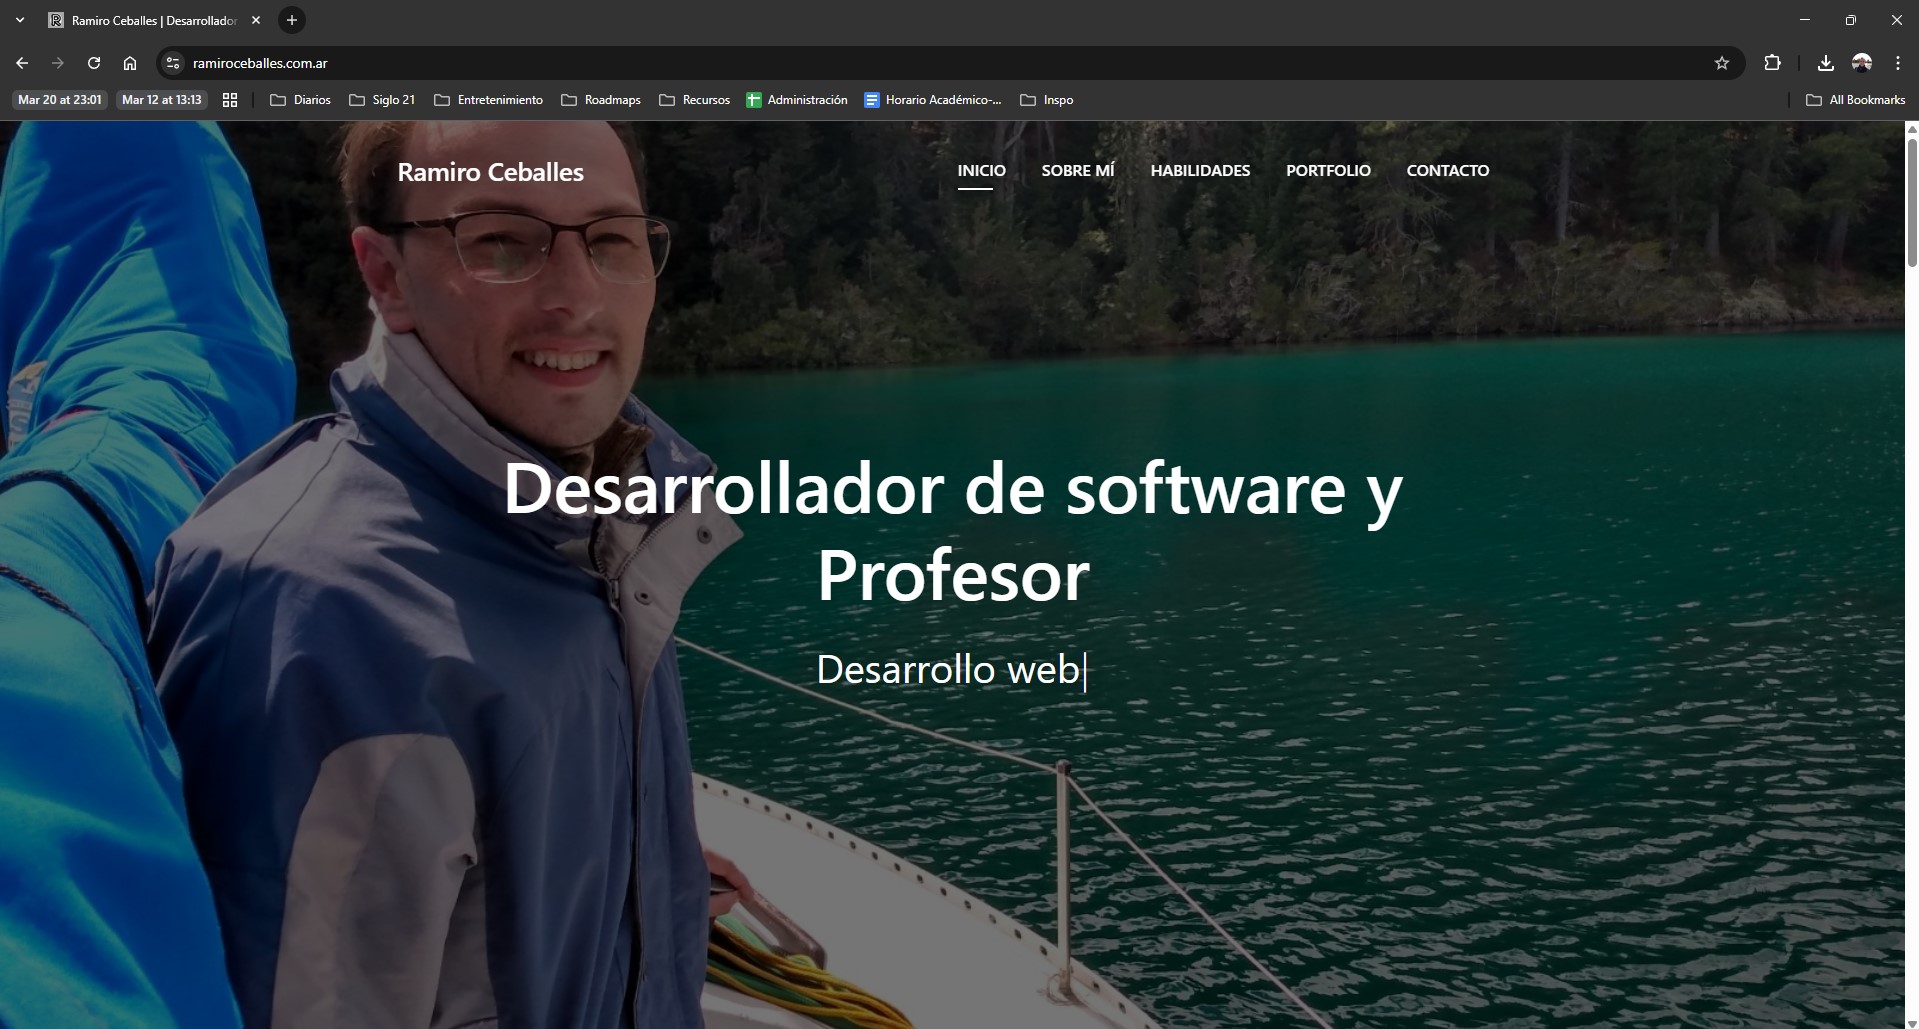 Ramiro Ceballes | Desarrollador
ramiroceballes.com.ar
Mar 20 at 23:01 Mar 12 at 13:13 Diarios Siglo 21 Entretenimiento Roadmaps Recursos Administración Horario Académico-... Inspo All Bookmarks
Ramiro Ceballes INICIO SOBRE MÍ HABILIDADES PORTFOLIO CONTACTO
Desarrollador de software y
Profesor
Desarrollo web